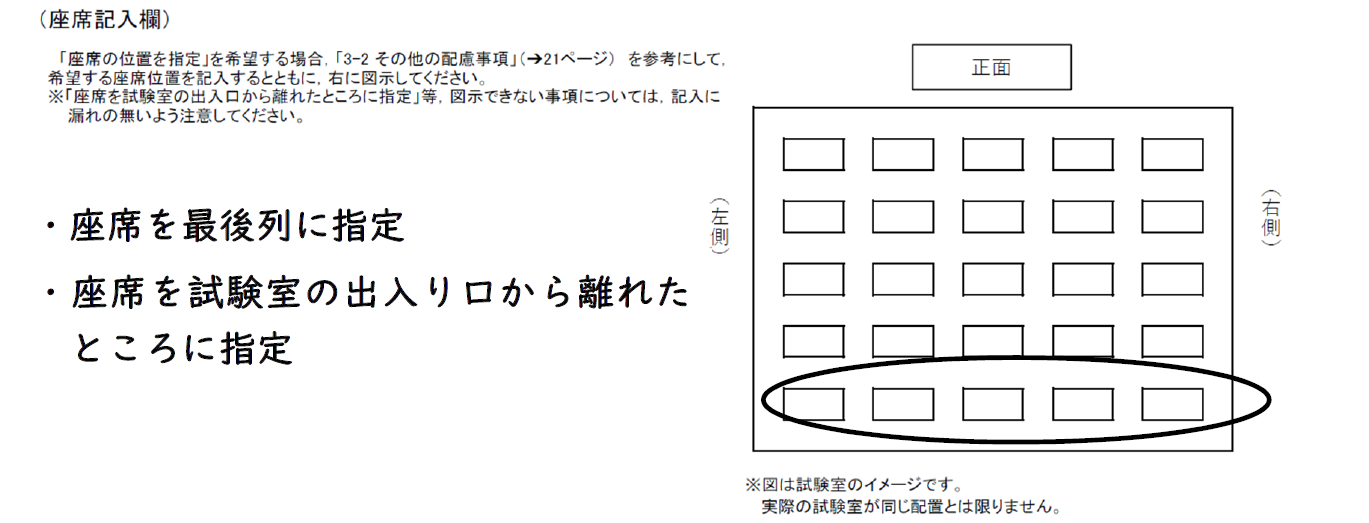 （座席記入欄）
「座席の位置を指定」を希望する場合，「3-2 その他の配慮事項」（➔21ページ） を参考にして，
希望する座席位置を記入するとともに，右に図示してください。
※「座席を試験室の出入口から離れたところに指定」等，図示できない事項については，記入に
漏れの無いよう注意してください。
・座席を最後列に指定
・座席を試験室の出入り口から離れた
ところに指定
正面
（左側）
（右側）
※図は試験室のイメージです。
実際の試験室が同じ配置とは限りません。